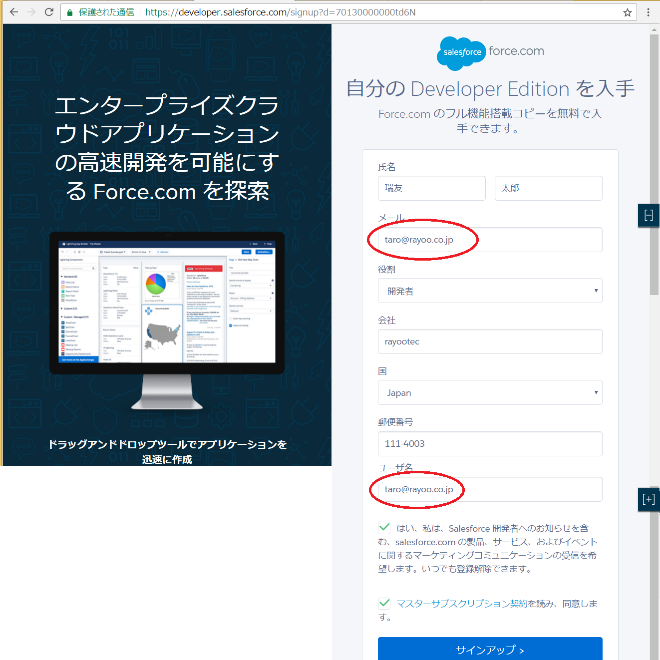 保護された通信 https://developer.salesforce.com/signup?d=70130000000td6N
エンタープライズクラ
ウドアプリケーション
の高速開発を可能にす
る Force.com を探索
ドラッグアンドドロップツールでアプリケーションを
迅速に作成
salesforce force.com
自分の Developer Edition を入手
Force.com のフル機能搭載コピーを無料で入
手できます。
氏名
瑞友 太郎
メール
taro@rayoo.co.jp
役割
開発者
会社
rayootec
国
Japan
郵便番号
111-4003
ザ名
taro@rayoo.co.jp
はい、私は、Salesforce 開発者へのお知らせを含
む、salesforce.com の製品、サービス、およびイベント
に関するマーケティングコミュニケーションの受信を希
望します。いつでも登録解除できます。
マスターサブスクリプション契約を読み、同意しま
す。
サインアップ >
[-]
[+]